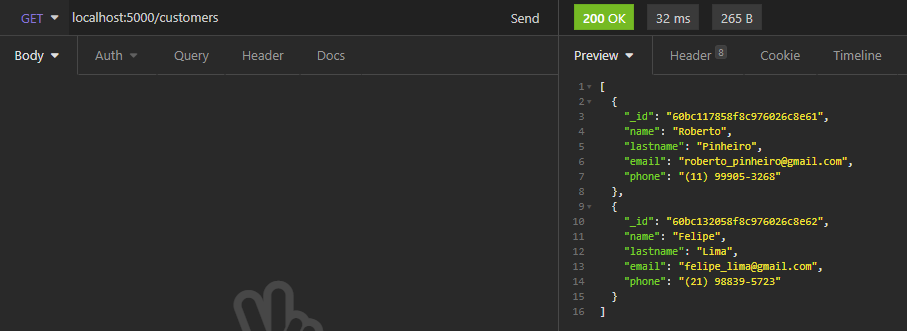 GET localhost:5000/customers Send 200 OK 32 ms 265 B
Body Auth Query Header Docs Preview Header 8 Cookie Timeline
1 [
2 {
3 "_id": "60bc117858f8c976026c8e61",
4 "name": "Roberto",
5 "lastname": "Pinheiro",
6 "email": "roberto_pinheiro@gmail.com",
7 "phone": "(11) 99905-3268"
8 },
9 {
10 "_id": "60bc132058f8c976026c8e62",
11 "name": "Felipe",
12 "lastname": "Lima",
13 "email": "felipe_lima@gmail.com",
14 "phone": "(21) 98839-5723"
15 }
16 ]